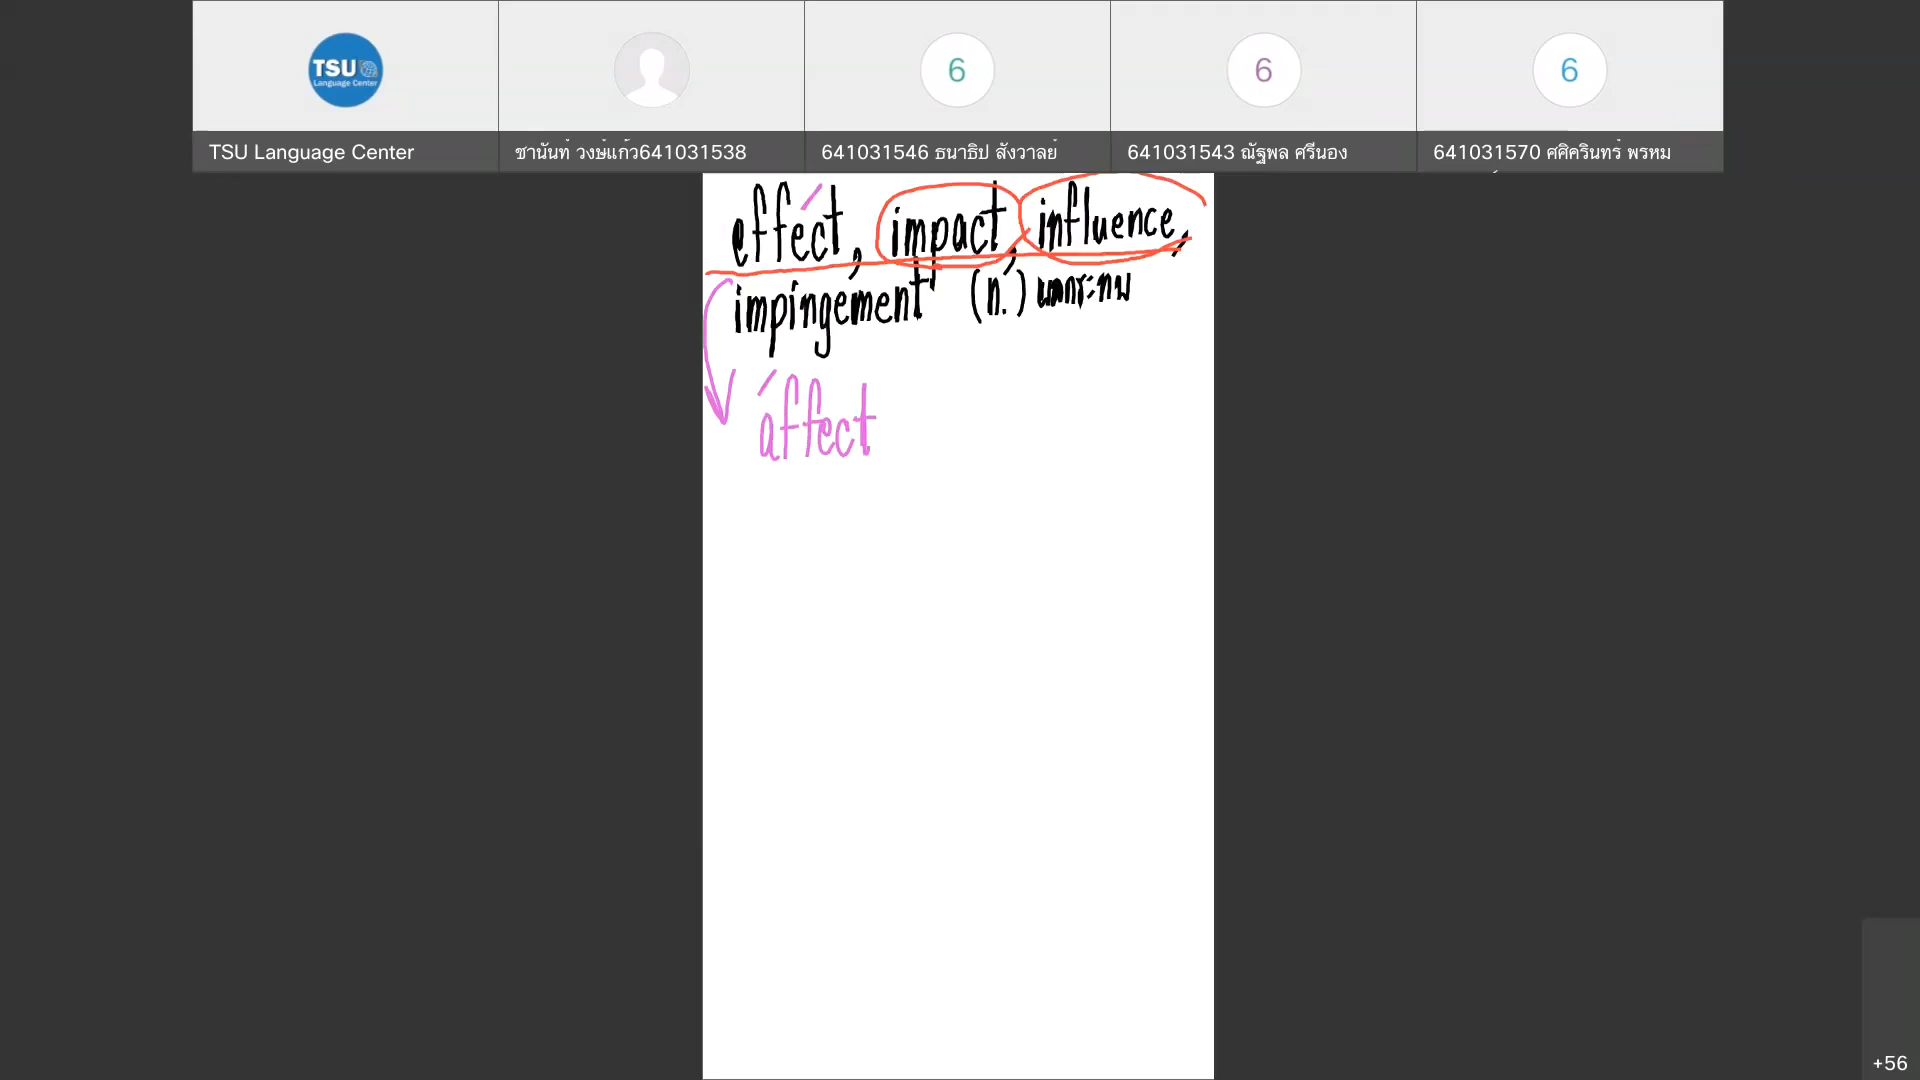 TSU
Language Center
6
6
6
TSU Language Center
ชานันท์ วงษ์แก้ว641031538
641031546 ธนาธิป สังวาลย์
641031543 ณัฐพล ศรีนอง
641031570 ศศิครินทร์ พรหม
effect, impact, influence,
impingement (n.) ผลกระทบ
affect
+56